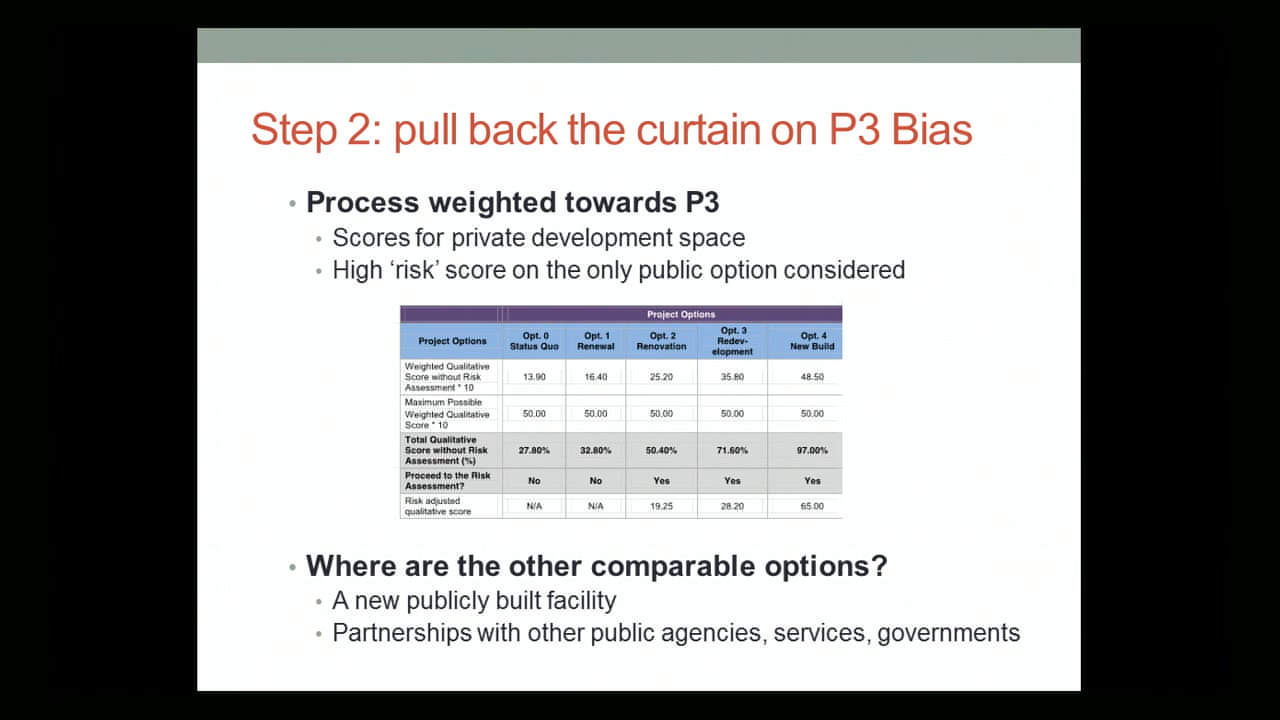 Step 2: pull back the curtain on P3 Bias
• Process weighted towards P3
• Scores for private development space
• High ‘risk’ score on the only public option considered
Project Options
Project Options Opt. 0 Status Quo Opt. 1 Renewal Opt. 2 Renovation Opt. 3 Redev-elopment Opt. 4 New Build
Weighted Qualitative Score without Risk Assessment * 10 13.90 16.40 25.20 35.80 48.50
Maximum Possible Weighted Qualitative Score * 10 50.00 50.00 50.00 50.00 50.00
Total Qualitative Score without Risk Assessment (%) 27.80% 32.80% 50.40% 71.60% 97.00%
Proceed to the Risk Assessment? No No Yes Yes Yes
Risk adjusted qualitative score N/A N/A 19.25 28.20 65.00
• Where are the other comparable options?
• A new publicly built facility
• Partnerships with other public agencies, services, governments